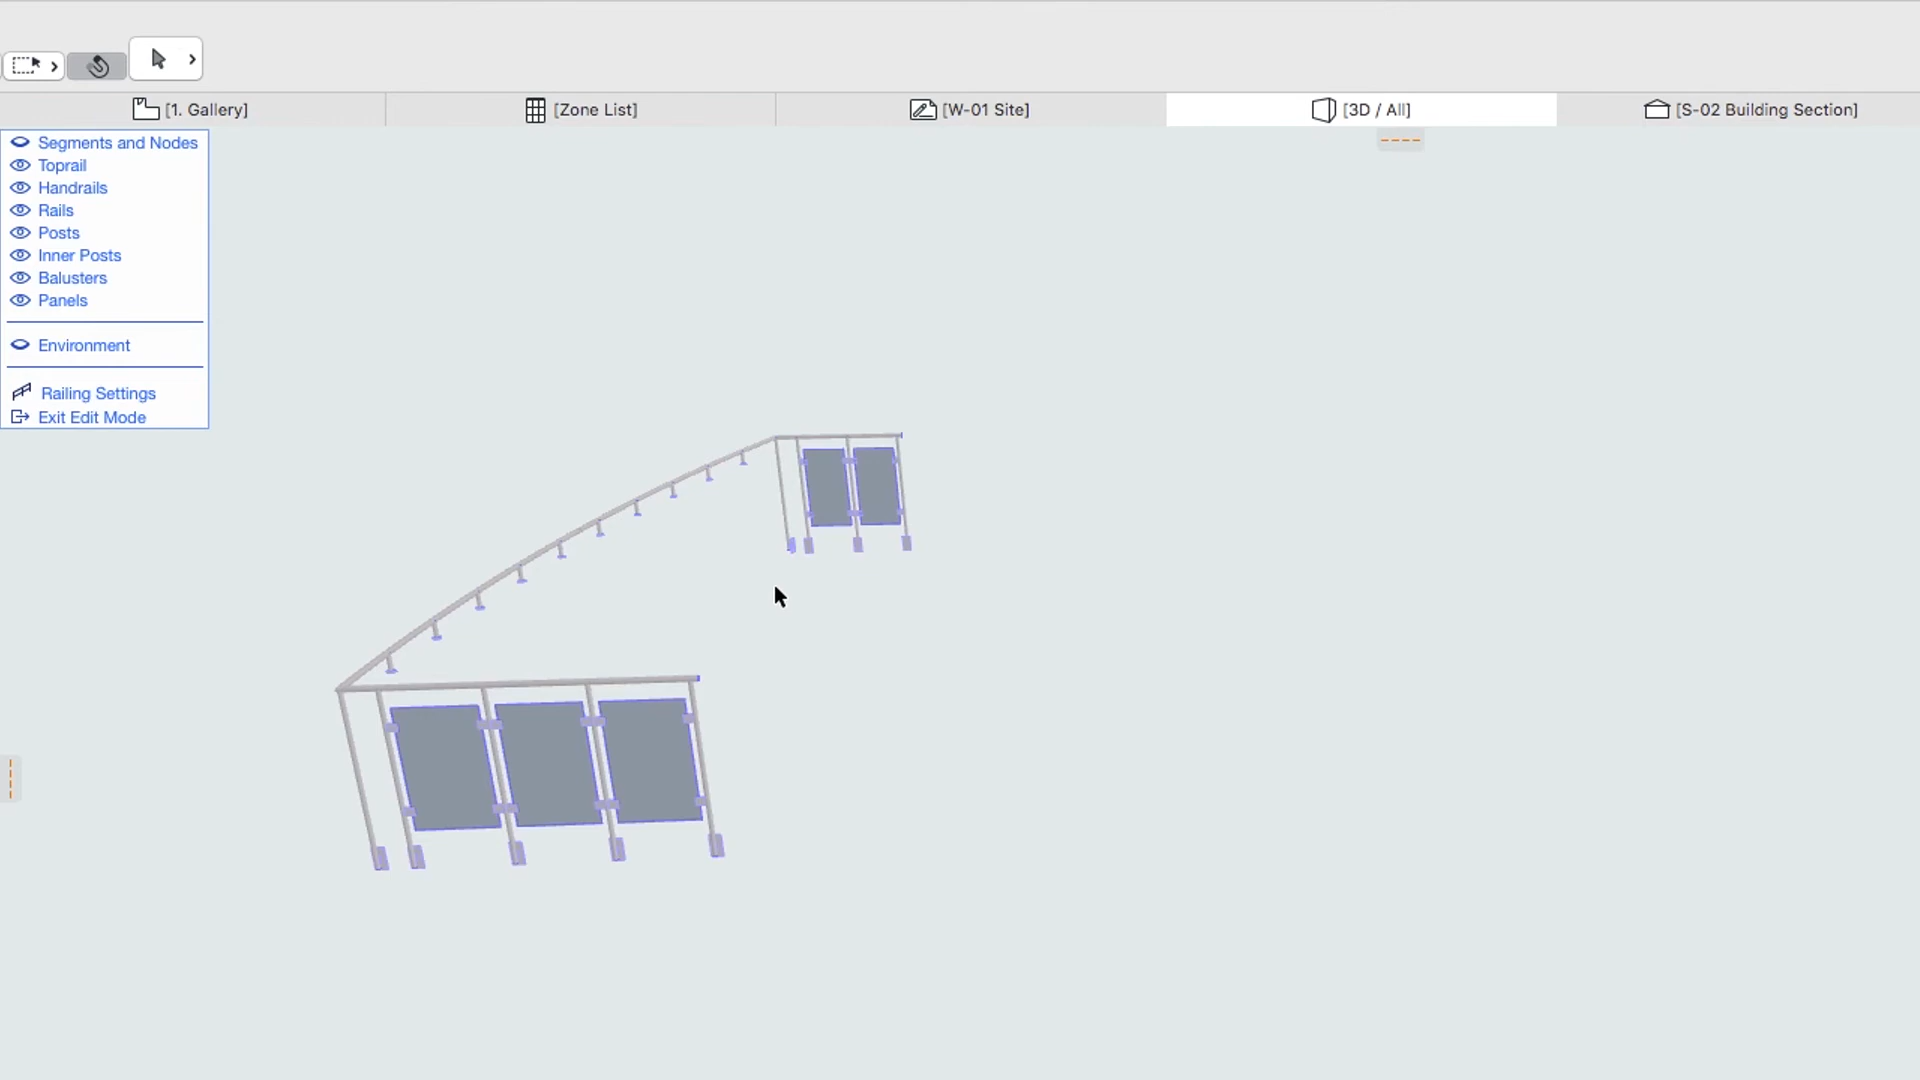 [1. Gallery]
[Zone List]
[W-01 Site]
[3D / All]
[S-02 Building Section]
Segments and Nodes
Toprail
Handrails
Rails
Posts
Inner Posts
Balusters
Panels
Environment
Railing Settings
Exit Edit Mode